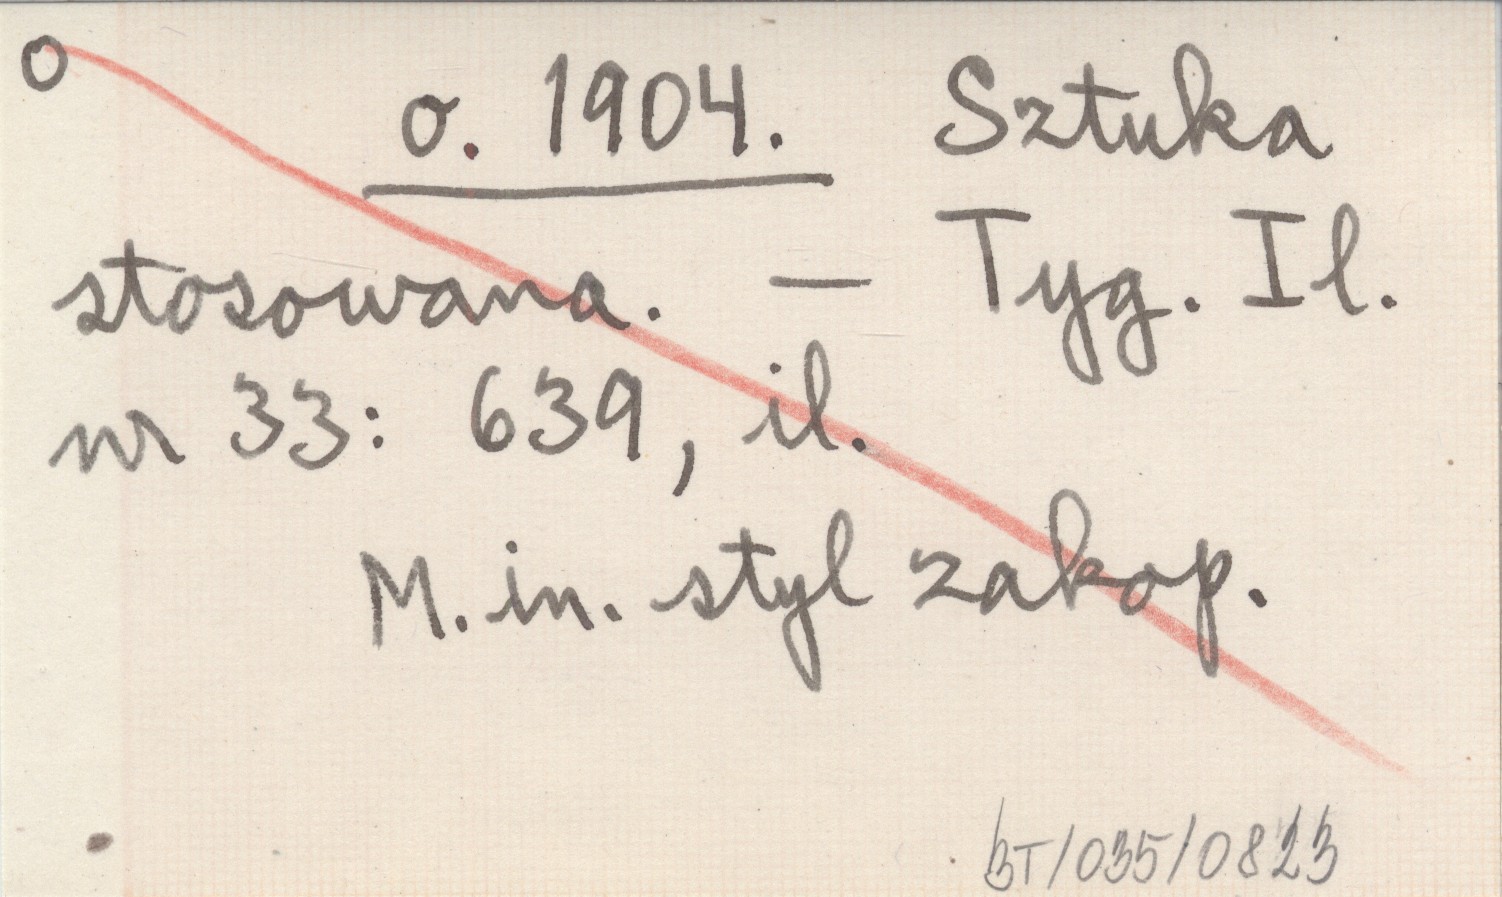 O
o. 1904. Sztuka
stosowana. — Tyg. Il.
nr 33: 639, il.
M. in. styl zakop.
BT/035/0823